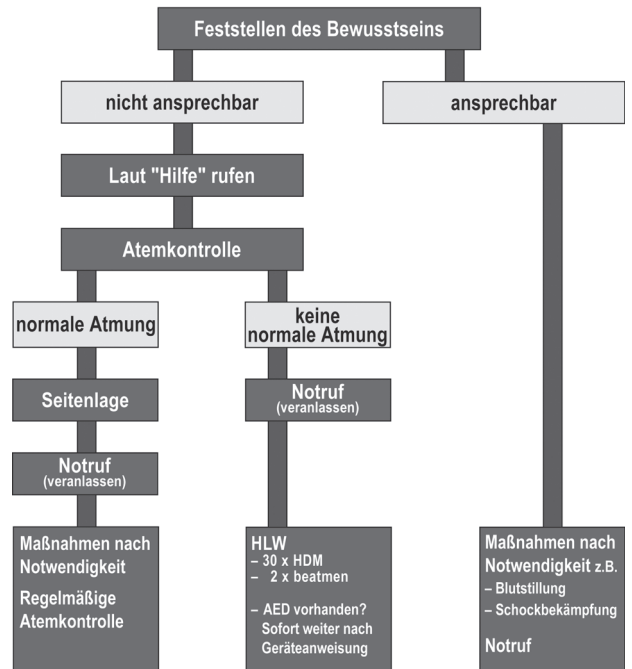 Feststellen des Bewusstseins
nicht ansprechbar
ansprechbar
Laut "Hilfe" rufen
Atemkontrolle
normale Atmung
keine
normale Atmung
Seitenlage
Notruf
(veranlassen)
Notruf
(veranlassen)
Maßnahmen nach
Notwendigkeit
Regelmäßige
Atemkontrolle
HLW
– 30 x HDM
– 2 x beatmen
– AED vorhanden?
Sofort weiter nach
Geräteanweisung
Maßnahmen nach
Notwendigkeit z.B.
– Blutstillung
– Schockbekämpfung
Notruf